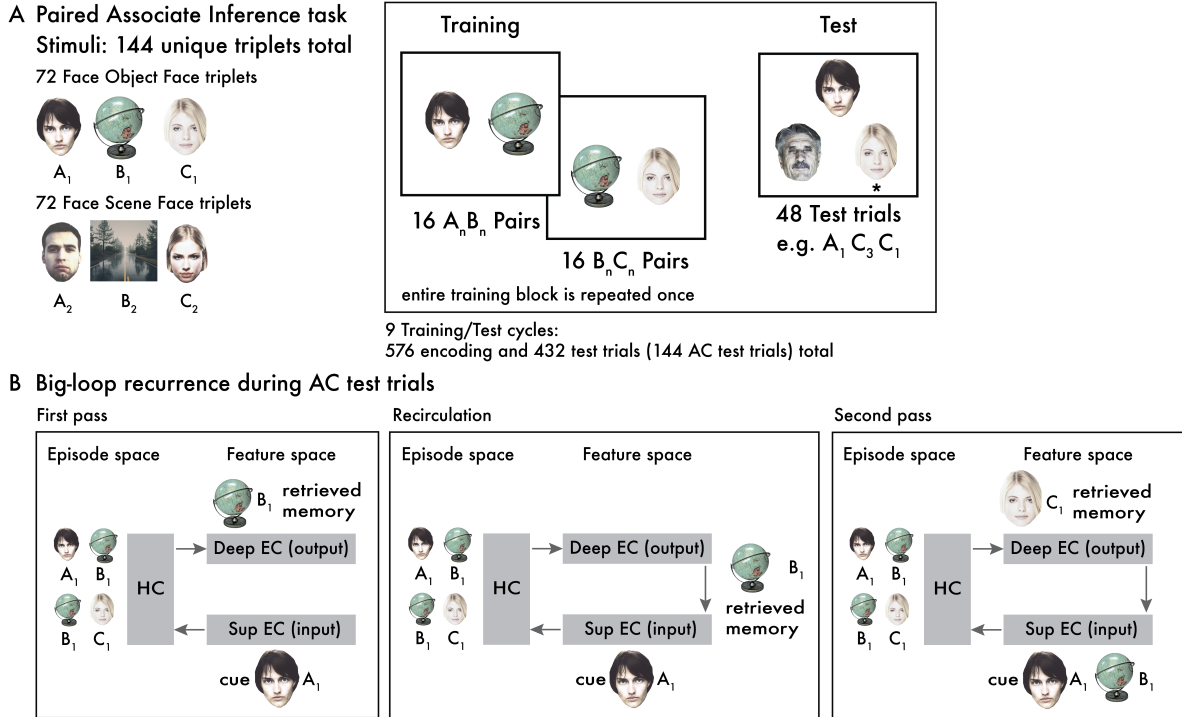 A Paired Associate Inference task
Stimuli: 144 unique triplets total
72 Face Object Face triplets
A₁ B₁ C₁
72 Face Scene Face triplets
A₂ B₂ C₂
Training
16 AₙBₙ Pairs
16 BₙCₙ Pairs
entire training block is repeated once
Test
*
48 Test trials
e.g. A₁ C₃ C₁
9 Training/Test cycles:
576 encoding and 432 test trials (144 AC test trials) total
B Big-loop recurrence during AC test trials
First pass
Episode space Feature space
B₁ retrieved
memory
A₁ B₁
B₁ C₁
HC
Deep EC (output)
Sup EC (input)
cue A₁
Recirculation
Episode space Feature space
A₁ B₁
B₁ C₁
HC
Deep EC (output)
B₁
retrieved
memory
Sup EC (input)
cue A₁
Second pass
Episode space Feature space
C₁ retrieved
memory
A₁ B₁
B₁ C₁
HC
Deep EC (output)
Sup EC (input)
cue A₁ B₁